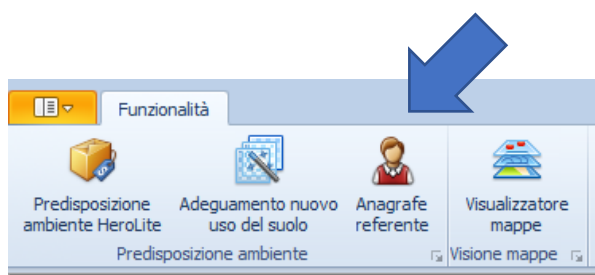 Funzionalità
Predisposizione
ambiente HeroLite
Adeguamento nuovo
uso del suolo
Anagrafe
referente
Visualizzatore
mappe
Predisposizione ambiente
Visione mappe